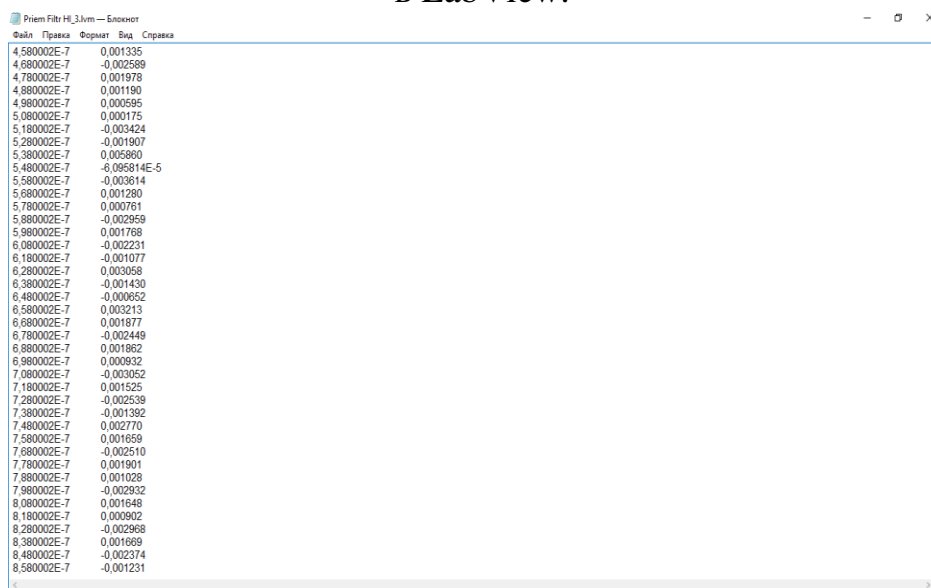 в LabView:
Priem Filtr HI_3.lvm — Блокнот
Файл Правка Формат Вид Справка
4,580002E-7 0,001335
4,680002E-7 -0,002589
4,780002E-7 0,001978
4,880002E-7 0,001190
4,980002E-7 0,000595
5,080002E-7 0,000175
5,180002E-7 -0,003424
5,280002E-7 -0,001907
5,380002E-7 0,005860
5,480002E-7 -6,095814E-5
5,580002E-7 -0,003614
5,680002E-7 0,001280
5,780002E-7 0,000761
5,880002E-7 -0,002959
5,980002E-7 0,001768
6,080002E-7 -0,002231
6,180002E-7 -0,001077
6,280002E-7 0,003058
6,380002E-7 -0,001430
6,480002E-7 -0,000652
6,580002E-7 0,003213
6,680002E-7 0,001877
6,780002E-7 -0,002449
6,880002E-7 0,001862
6,980002E-7 0,000932
7,080002E-7 -0,003052
7,180002E-7 0,001525
7,280002E-7 -0,002539
7,380002E-7 -0,001392
7,480002E-7 0,002770
7,580002E-7 0,001659
7,680002E-7 -0,002510
7,780002E-7 0,001901
7,880002E-7 0,001028
7,980002E-7 -0,002932
8,080002E-7 0,001648
8,180002E-7 0,000902
8,280002E-7 -0,002968
8,380002E-7 0,001669
8,480002E-7 -0,002374
8,580002E-7 -0,001231